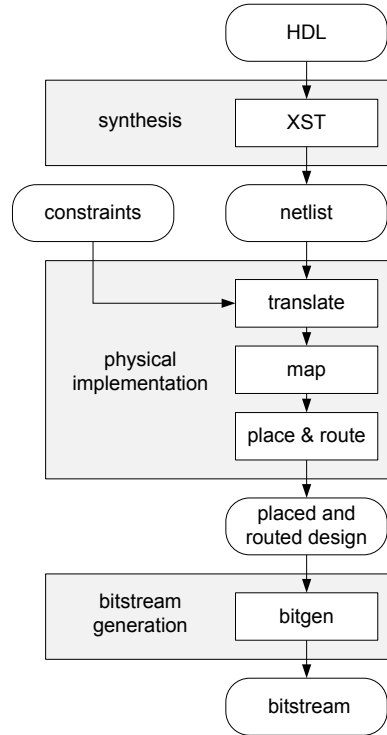 HDL
synthesis
XST
constraints
netlist
translate
physical
implementation
map
place & route
placed and
routed design
bitstream
generation
bitgen
bitstream